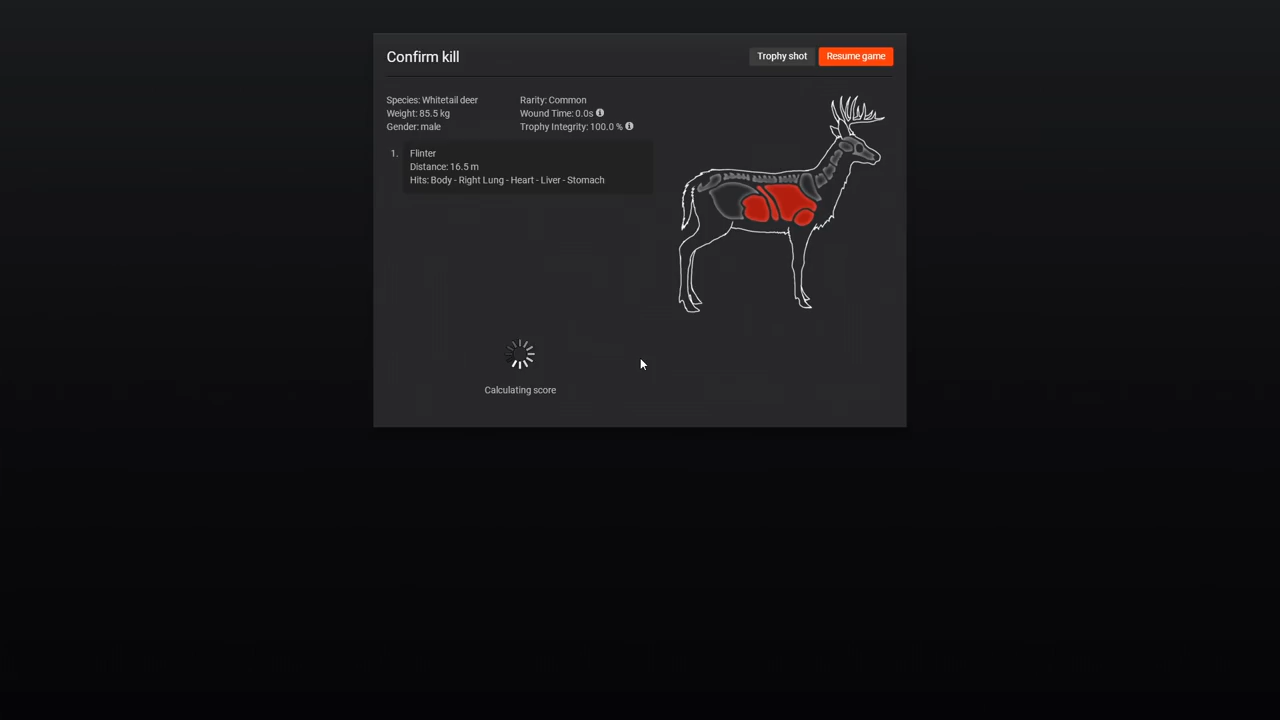 Confirm kill
Trophy shot
Resume game
Species: Whitetail deer
Weight: 85.5 kg
Gender: male
Rarity: Common
Wound Time: 0.0s
Trophy Integrity: 100.0 %
1.
Flinter
Distance: 16.5 m
Hits: Body - Right Lung - Heart - Liver - Stomach
Calculating score